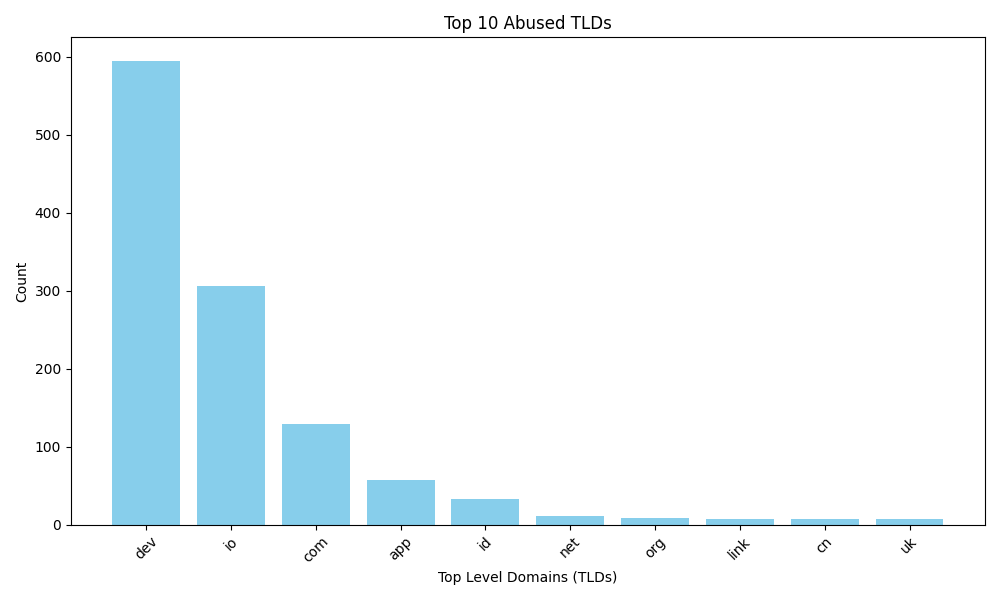 Top 10 Abused TLDs
600
500
400
300
200
100
0
Count
dev
io
com
app
id
net
org
link
cn
uk
Top Level Domains (TLDs)